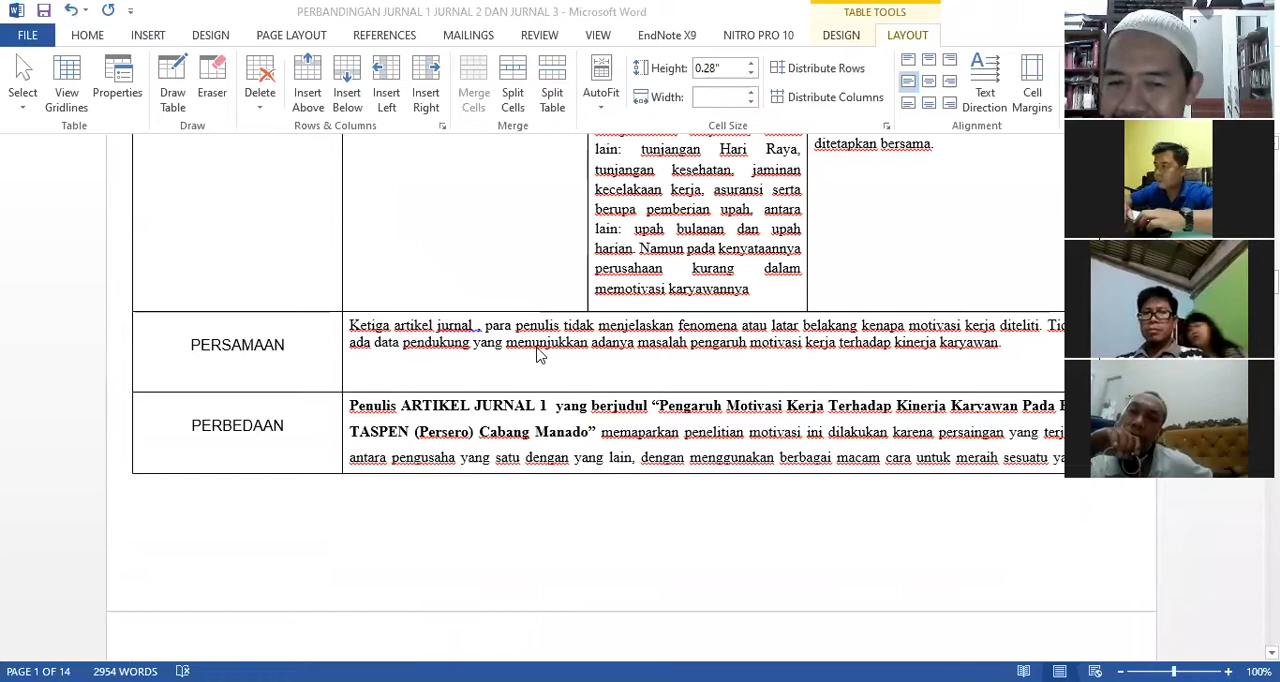 PERBANDINGAN JURNAL 1 JURNAL 2 DAN JURNAL 3 - Microsoft Word
TABLE TOOLS
FILE HOME INSERT DESIGN PAGE LAYOUT REFERENCES MAILINGS REVIEW VIEW EndNote X9 NITRO PRO 10 DESIGN LAYOUT
Select
View Gridlines
Properties
Draw Table
Eraser
Delete
Insert Above
Insert Below
Insert Left
Insert Right
Merge Cells
Split Cells
Split Table
AutoFit
Height: 0.28"
Width:
Distribute Rows
Distribute Columns
Text Direction
Cell Margins
Table Draw Rows & Columns Merge Cell Size Alignment
lain: tunjangan Hari Raya,
tunjangan kesehatan, jaminan
kecelakaan kerja, asuransi serta
berupa pemberian upah, antara
lain: upah bulanan dan upah
harian. Namun pada kenyataannya
perusahaan kurang dalam
memotivasi karyawannya
ditetapkan bersama.
PERSAMAAN
Ketiga artikel jurnal , para penulis tidak menjelaskan fenomena atau latar belakang kenapa motivasi kerja diteliti.
ada data pendukung yang menunjukkan adanya masalah pengaruh motivasi kerja terhadap kinerja karyawan.
PERBEDAAN
Penulis ARTIKEL JURNAL 1 yang berjudul “Pengaruh Motivasi Kerja Terhadap Kinerja Karyawan Pada
TASPEN (Persero) Cabang Manado” memaparkan penelitian motivasi ini dilakukan karena persaingan yang
antara pengusaha yang satu dengan yang lain, dengan menggunakan berbagai macam cara untuk meraih sesuatu
PAGE 1 OF 14 2954 WORDS 100%